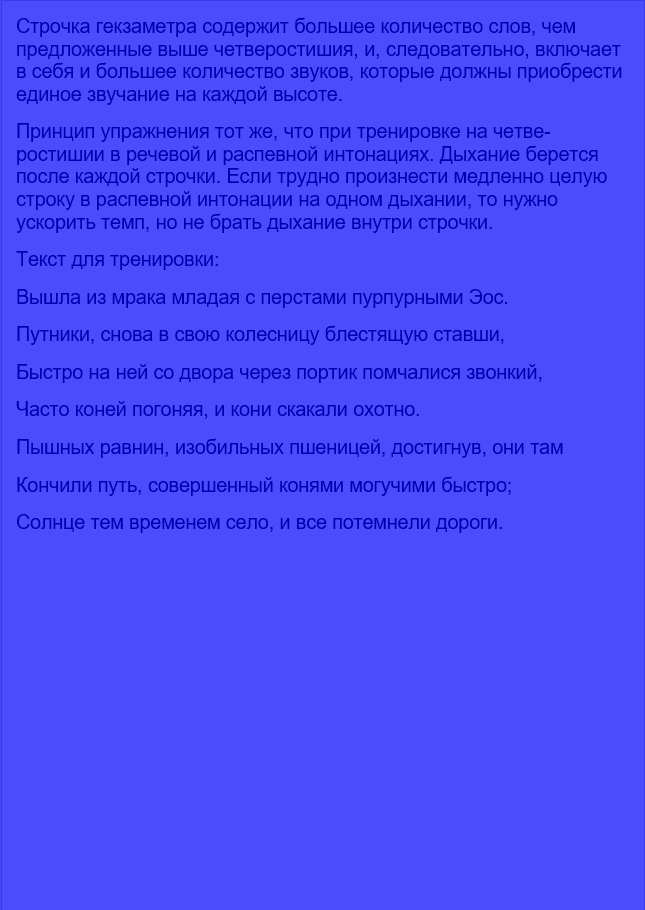 Строчка гекзаметра содержит большее количество слов, чем
предложенные выше четверостишия, и, следовательно, включает
в себя и большее количество звуков, которые должны приобрести
единое звучание на каждой высоте.
Принцип упражнения тот же, что при тренировке на четве-
ростишии в речевой и распевной интонациях. Дыхание берется
после каждой строчки. Если трудно произнести медленно целую
строку в распевной интонации на одном дыхании, то нужно
ускорить темп, но не брать дыхание внутри строчки.
Текст для тренировки:
Вышла из мрака младая с перстами пурпурными Эос.
Путники, снова в свою колесницу блестящую ставши,
Быстро на ней со двора через портик помчалися звонкий,
Часто коней погоняя, и кони скакали охотно.
Пышных равнин, изобильных пшеницей, достигнув, они там
Кончили путь, совершенный конями могучими быстро;
Солнце тем временем село, и все потемнели дороги.